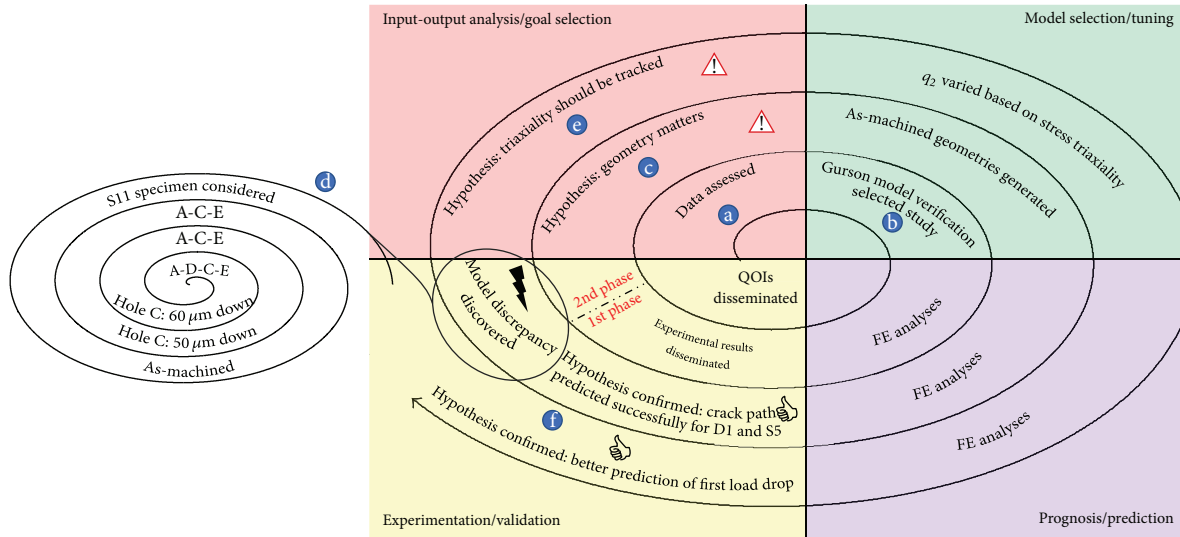 Input-output analysis/goal selection
Model selection/tuning
Hypothesis: triaxiality should be tracked
!
e
Hypothesis: geometry matters
!
c
Data assessed
a
q2 varied based on stress triaxiality
As-machined geometries generated
Gurson model verification
selected study
b
d
S11 specimen considered
A-C-E
A-C-E
A-D-C-E
Hole C: 60 μm down
Hole C: 50 μm down
As-machined
Model discrepancy
discovered
2nd phase
1st phase
QOIs
disseminated
Experimental results
disseminated
Hypothesis confirmed: crack path
predicted successfully for D1 and S5
f
Hypothesis confirmed: better prediction of first load drop
FE analyses
FE analyses
FE analyses
Experimentation/validation
Prognosis/prediction